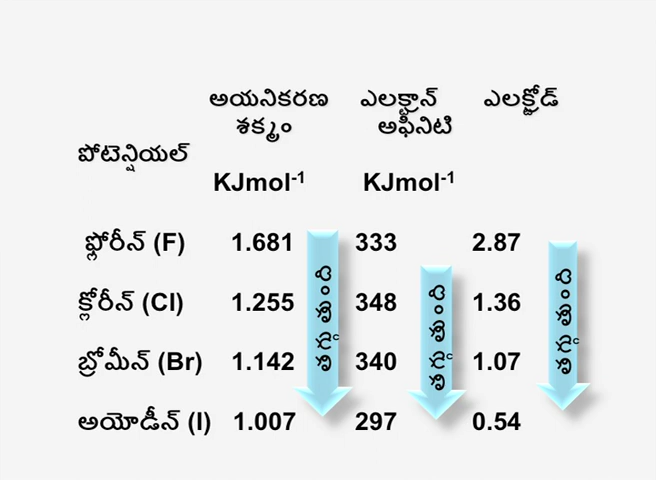 అయనికరణ ఎలక్ట్రాన్ ఎలక్ట్రోడ్
శక్మం అఫినిటి
పోటెన్షియల్
KJmol-1 KJmol-1
ఫ్లోరీన్ (F) 1.681 333 2.87
క్లోరీన్ (Cl) 1.255 348 1.36
బ్రోమీన్ (Br) 1.142 340 1.07
అయోడీన్ (I) 1.007 297 0.54
తగ్గుతుంది
తగ్గుతుంది
తగ్గుతుంది